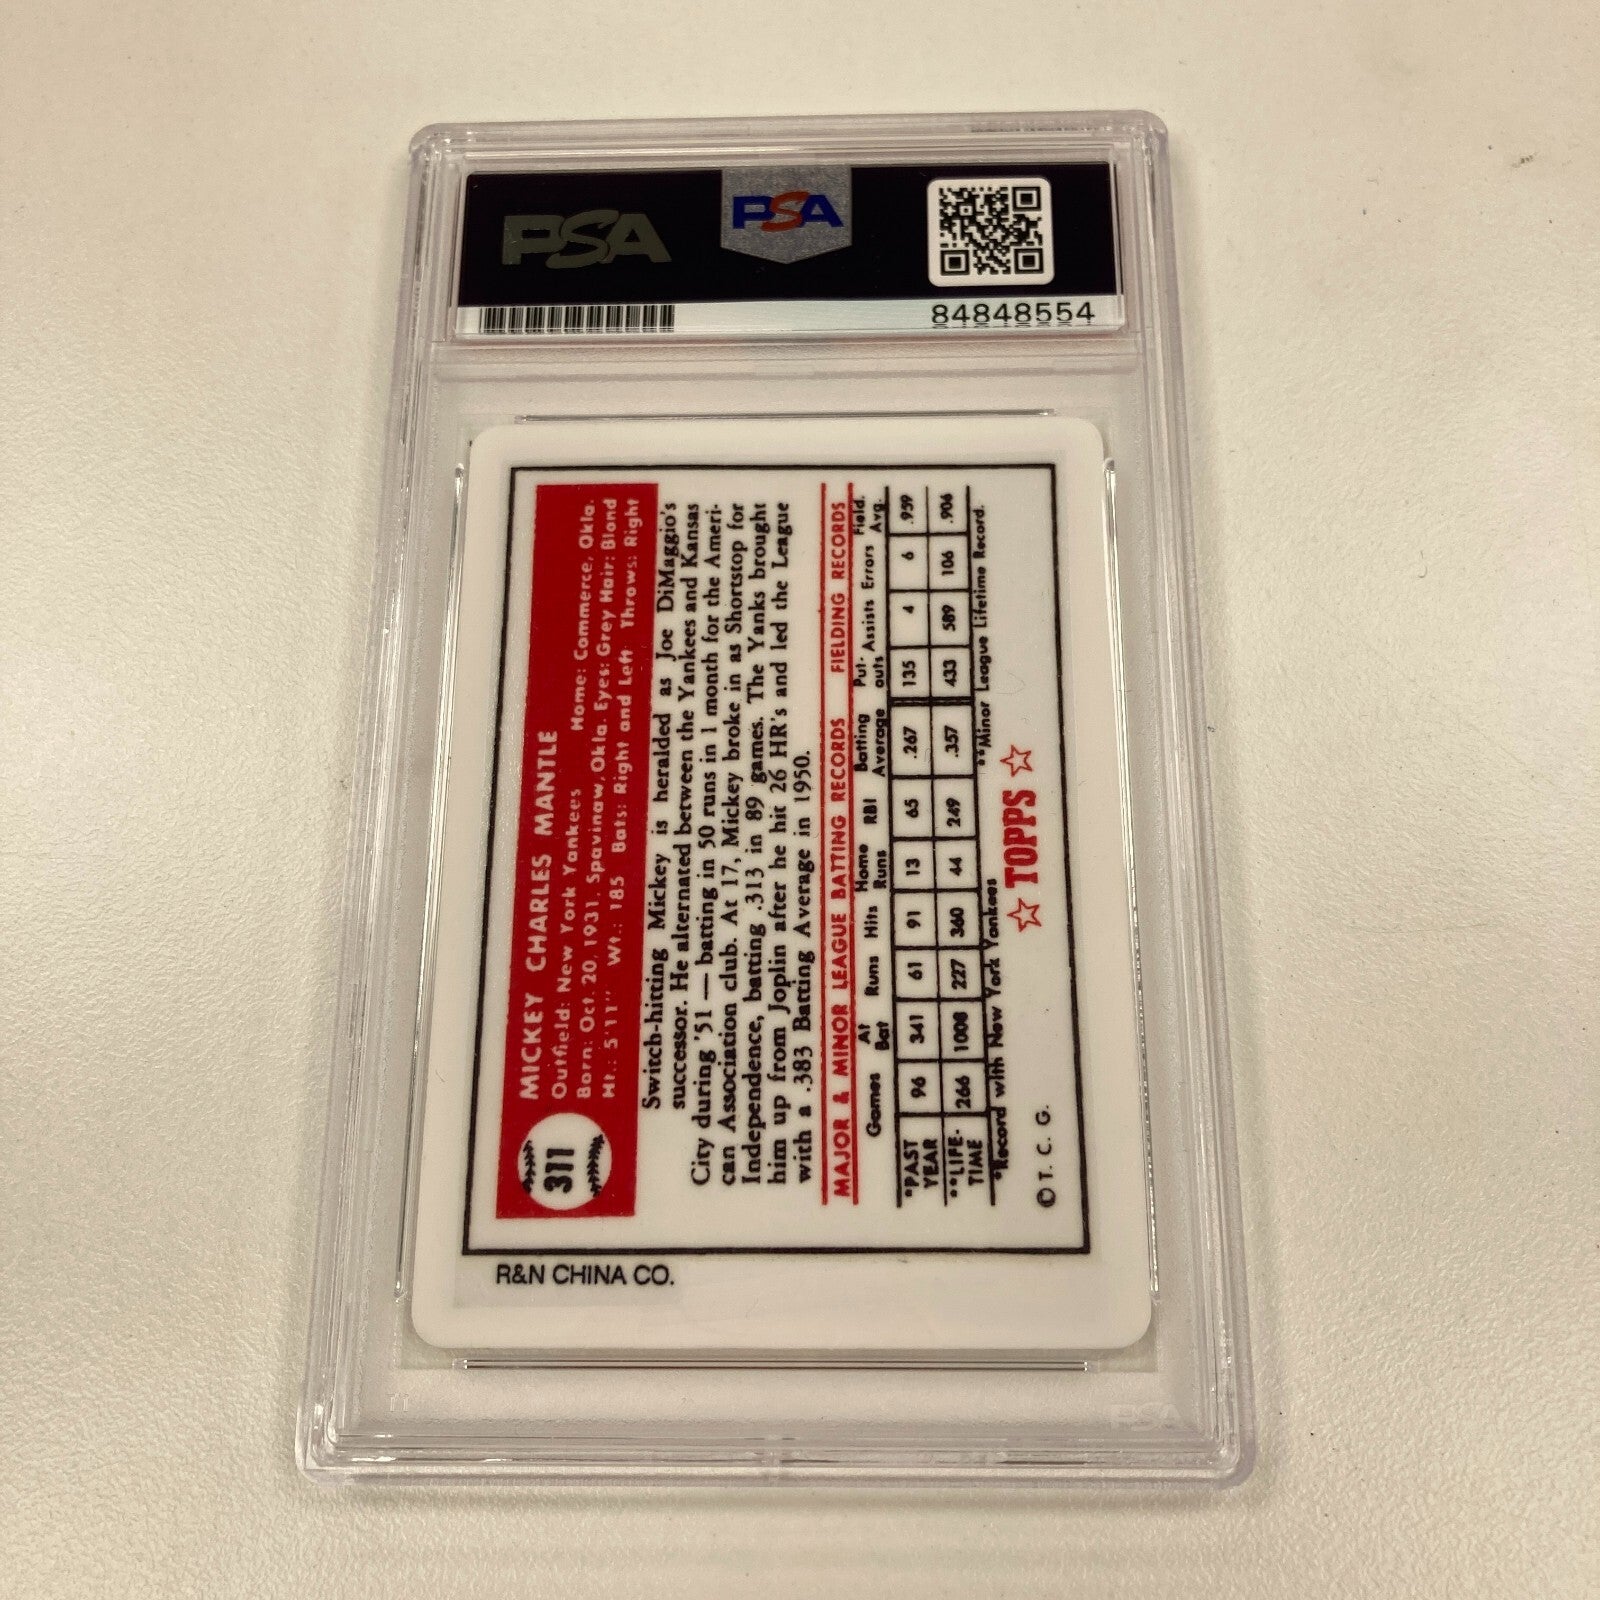 PSA
PSA
84848554
311
MICKEY CHARLES MANTLE
Outfield: New York Yankees Home: Commerce, Okla.
Born: Oct. 20, 1931, Spavinaw, Okla. Eyes: Grey Hair: Blond
Ht.: 5'11" Wt.: 185 Bats: Right and Left Throws: Right
Switch-hitting Mickey is heralded as Joe DiMaggio's
successor. He alternated between the Yankees and Kansas
City during '51 — batting in 50 runs in 1 month for the Ameri-
can Association club. At 17, Mickey broke in as Shortstop for
Independence, batting .313 in 89 games. The Yanks brought
him up from Joplin after he hit 26 HR's and led the League
with a .383 Batting Average in 1950.
MAJOR & MINOR LEAGUE BATTING RECORDS FIELDING RECORDS
Games At Bat Runs Hits Home Runs RBI Batting Average Put-outs Assists Errors Field. Avg.
*PAST YEAR 96 341 61 91 13 65 .267 135 4 6 .959
**LIFE-TIME 266 1008 227 360 44 249 .357 433 589 106 .906
*Record with New York Yankees **Minor League Lifetime Record.
☆ TOPPS ☆
© T. C. G.
R&N CHINA CO.
PSA